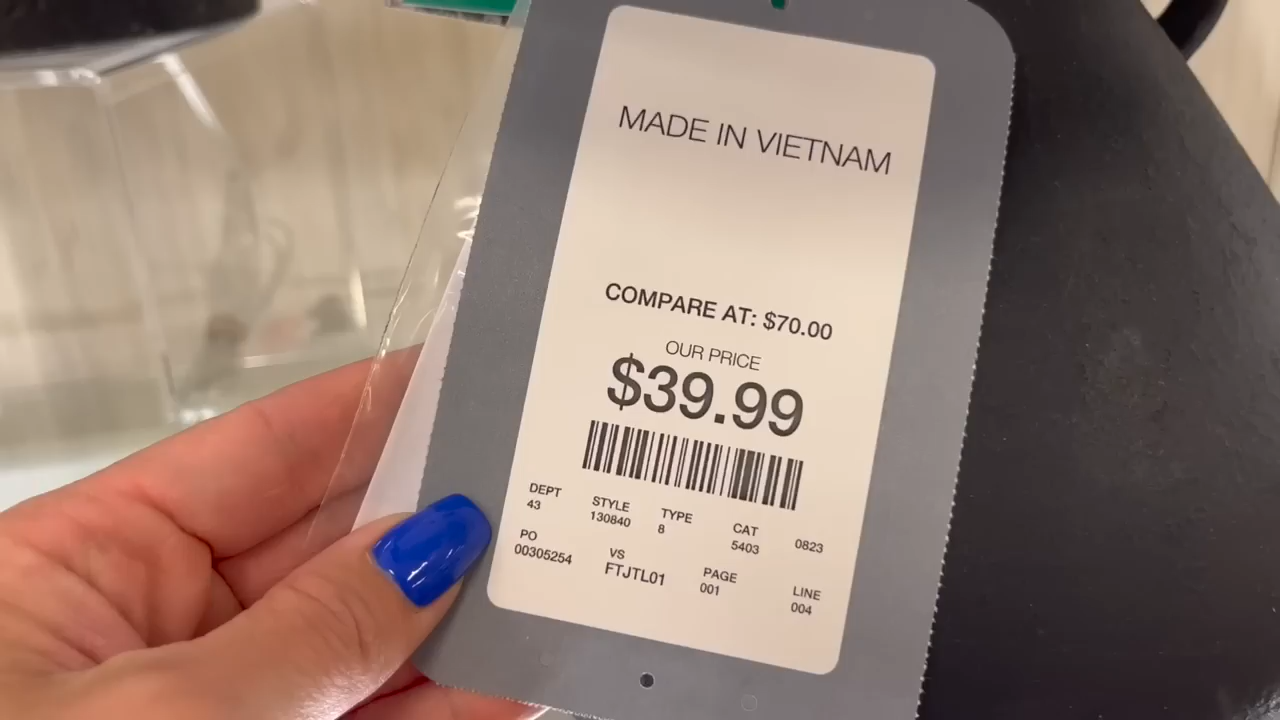 MADE IN VIETNAM
COMPARE AT: $70.00
OUR PRICE
$39.99
DEPT STYLE TYPE CAT 0823
43 130840 8 5403
PO VS PAGE LINE
00305254 FTJTL01 001 004